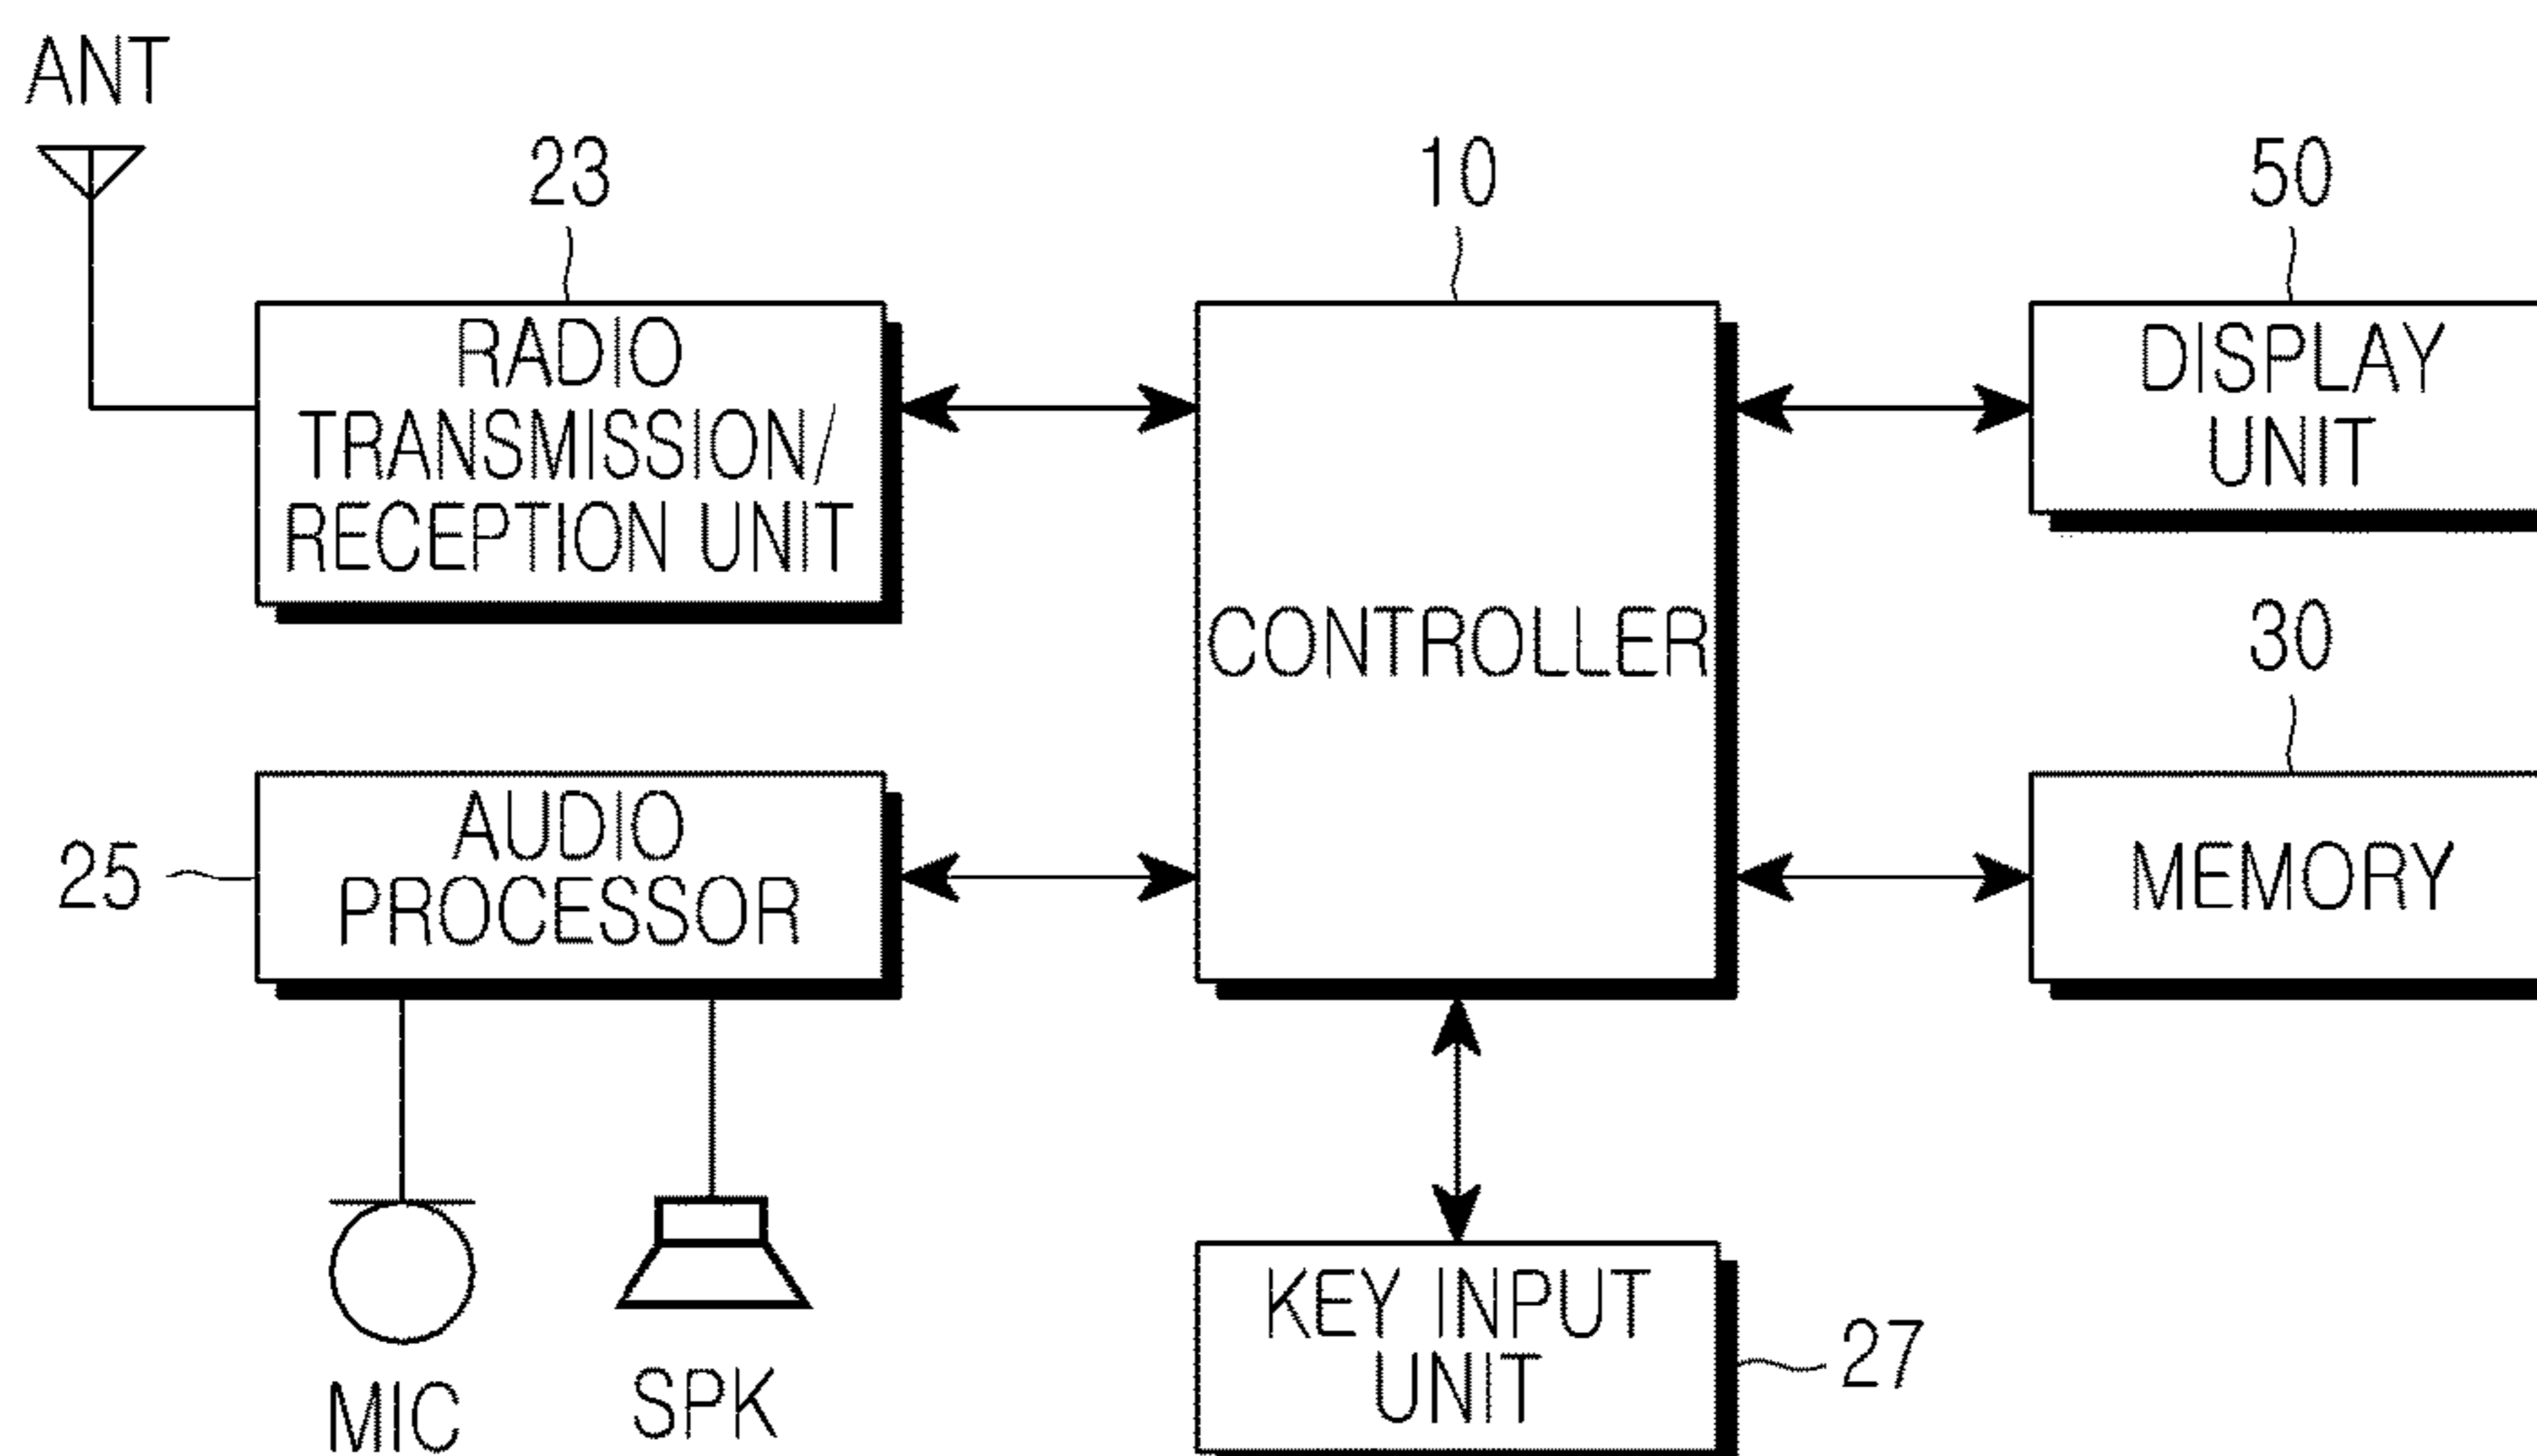 ANT
23
10
50
RADIO
TRANSMISSION/
RECEPTION UNIT
DISPLAY
UNIT
CONTROLLER
30
25
AUDIO
PROCESSOR
MEMORY
KEY INPUT
UNIT
27
MIC
SPK